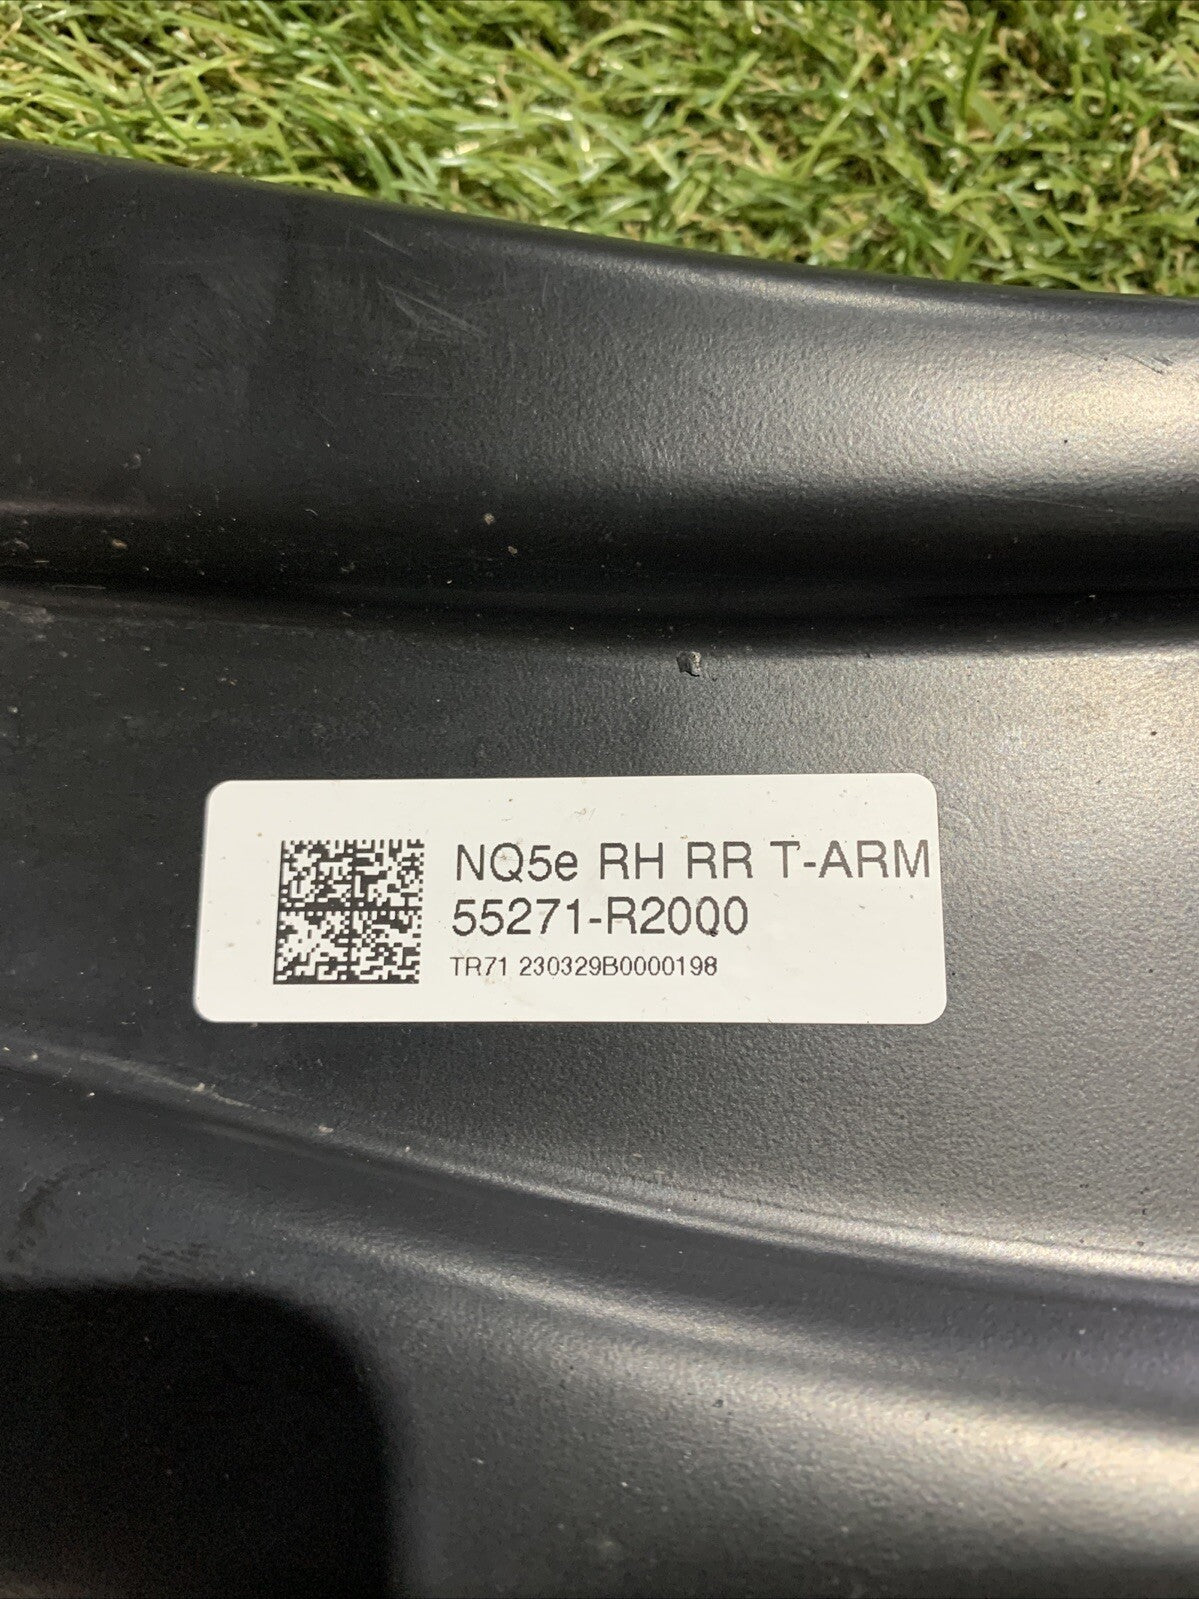 NQ5e RH RR T-ARM
55271-R2000
TR71 230329B0000198